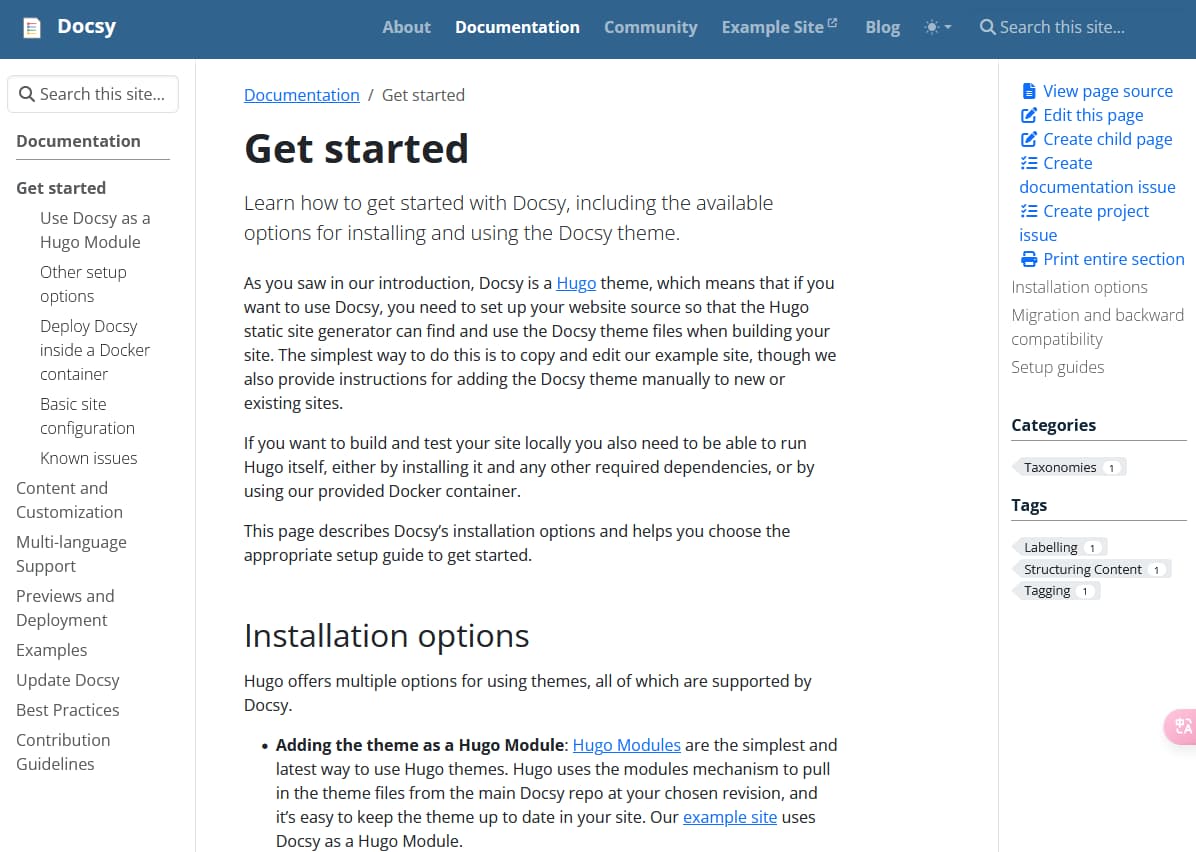 Docsy
About Documentation Community Example Site Blog Search this site…
Search this site…
Documentation
Get started
Use Docsy as a
Hugo Module
Other setup
options
Deploy Docsy
inside a Docker
container
Basic site
configuration
Known issues
Content and
Customization
Multi-language
Support
Previews and
Deployment
Examples
Update Docsy
Best Practices
Contribution
Guidelines
Documentation / Get started
Get started
Learn how to get started with Docsy, including the available
options for installing and using the Docsy theme.
As you saw in our introduction, Docsy is a Hugo theme, which means that if you
want to use Docsy, you need to set up your website source so that the Hugo
static site generator can find and use the Docsy theme files when building your
site. The simplest way to do this is to copy and edit our example site, though we
also provide instructions for adding the Docsy theme manually to new or
existing sites.
If you want to build and test your site locally you also need to be able to run
Hugo itself, either by installing it and any other required dependencies, or by
using our provided Docker container.
This page describes Docsy’s installation options and helps you choose the
appropriate setup guide to get started.
Installation options
Hugo offers multiple options for using themes, all of which are supported by
Docsy.
• Adding the theme as a Hugo Module: Hugo Modules are the simplest and
latest way to use Hugo themes. Hugo uses the modules mechanism to pull
in the theme files from the main Docsy repo at your chosen revision, and
it’s easy to keep the theme up to date in your site. Our example site uses
Docsy as a Hugo Module.
View page source
Edit this page
Create child page
Create
documentation issue
Create project
issue
Print entire section
Installation options
Migration and backward
compatibility
Setup guides
Categories
Taxonomies 1
Tags
Labelling 1
Structuring Content 1
Tagging 1
中A